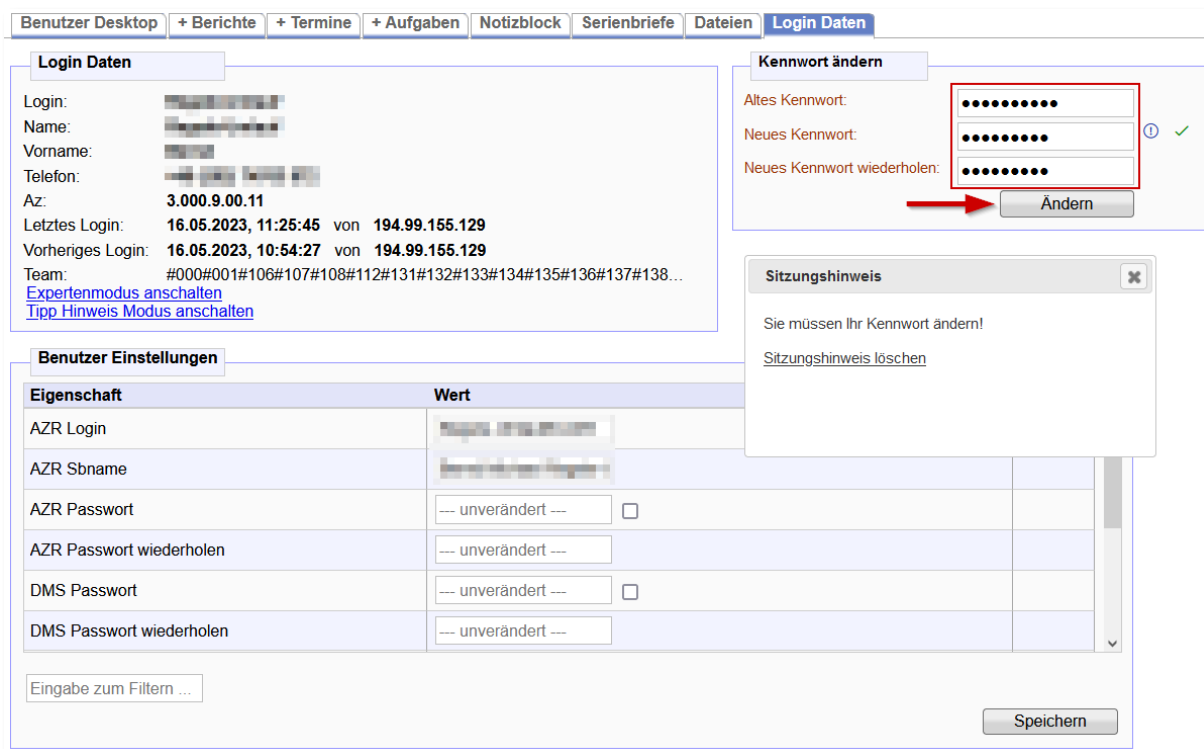 Benutzer Desktop + Berichte + Termine + Aufgaben Notizblock Serienbriefe Dateien Login Daten
Login Daten
Login:
Name:
Vorname:
Telefon:
Az: 3.000.9.00.11
Letztes Login: 16.05.2023, 11:25:45 von 194.99.155.129
Vorheriges Login: 16.05.2023, 10:54:27 von 194.99.155.129
Team: #000#001#106#107#108#112#131#132#133#134#135#136#137#138...
Expertenmodus anschalten
Tipp Hinweis Modus anschalten
Kennwort ändern
Altes Kennwort: ●●●●●●●●●●
Neues Kennwort: ●●●●●●●●●
Neues Kennwort wiederholen: ●●●●●●●●●
Ändern
Sitzungshinweis
Sie müssen Ihr Kennwort ändern!
Sitzungshinweis löschen
Benutzer Einstellungen
Eigenschaft Wert
AZR Login
AZR Sbname
AZR Passwort --- unverändert ---
AZR Passwort wiederholen --- unverändert ---
DMS Passwort --- unverändert ---
DMS Passwort wiederholen --- unverändert ---
Eingabe zum Filtern ...
Speichern